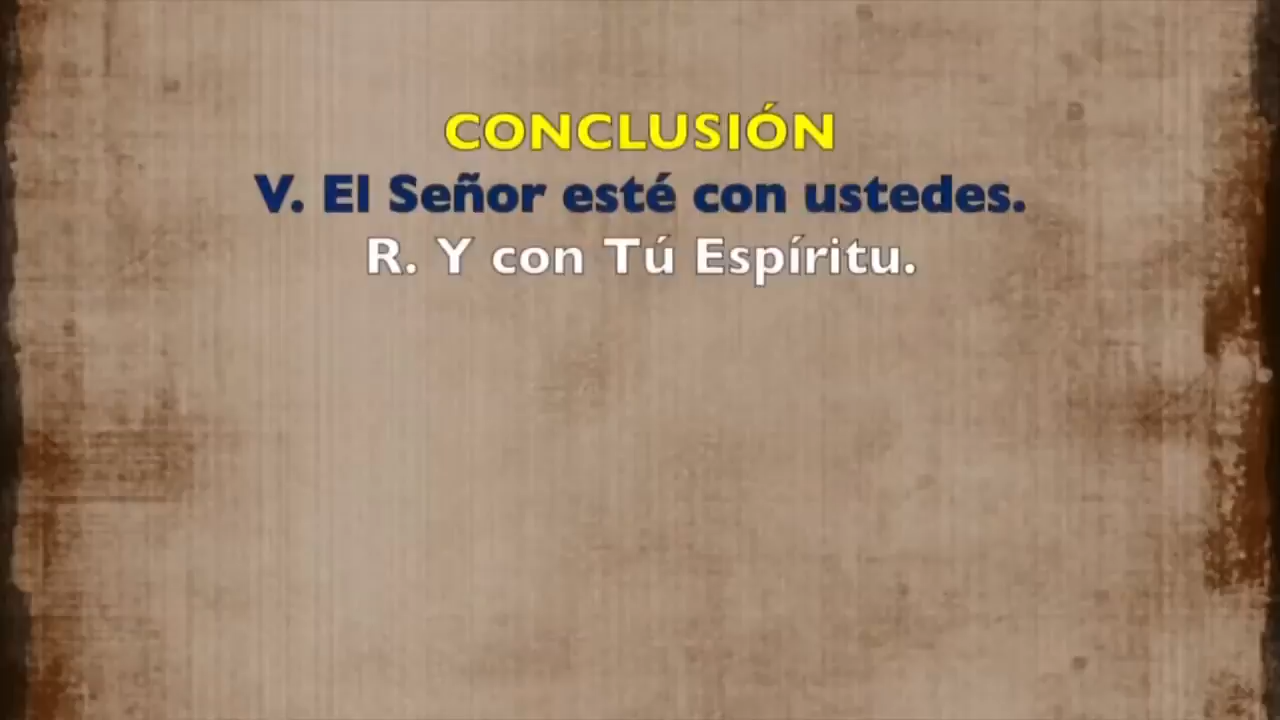 CONCLUSIÓN
V. El Señor esté con ustedes.
R. Y con Tú Espíritu.